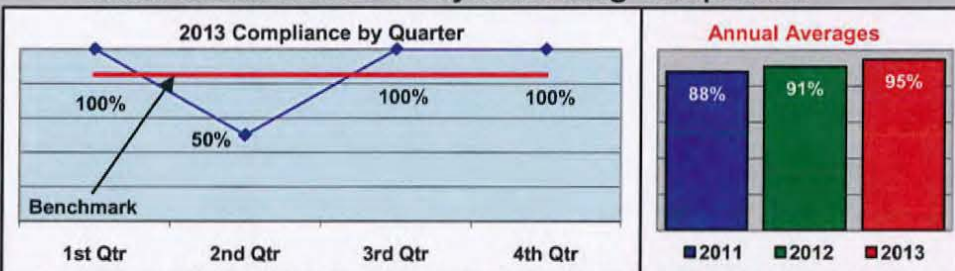 2013 Compliance by Quarter
100%
50%
100%
100%
Benchmark
1st Qtr 2nd Qtr 3rd Qtr 4th Qtr
Annual Averages
88% 91% 95%
2011 2012 2013